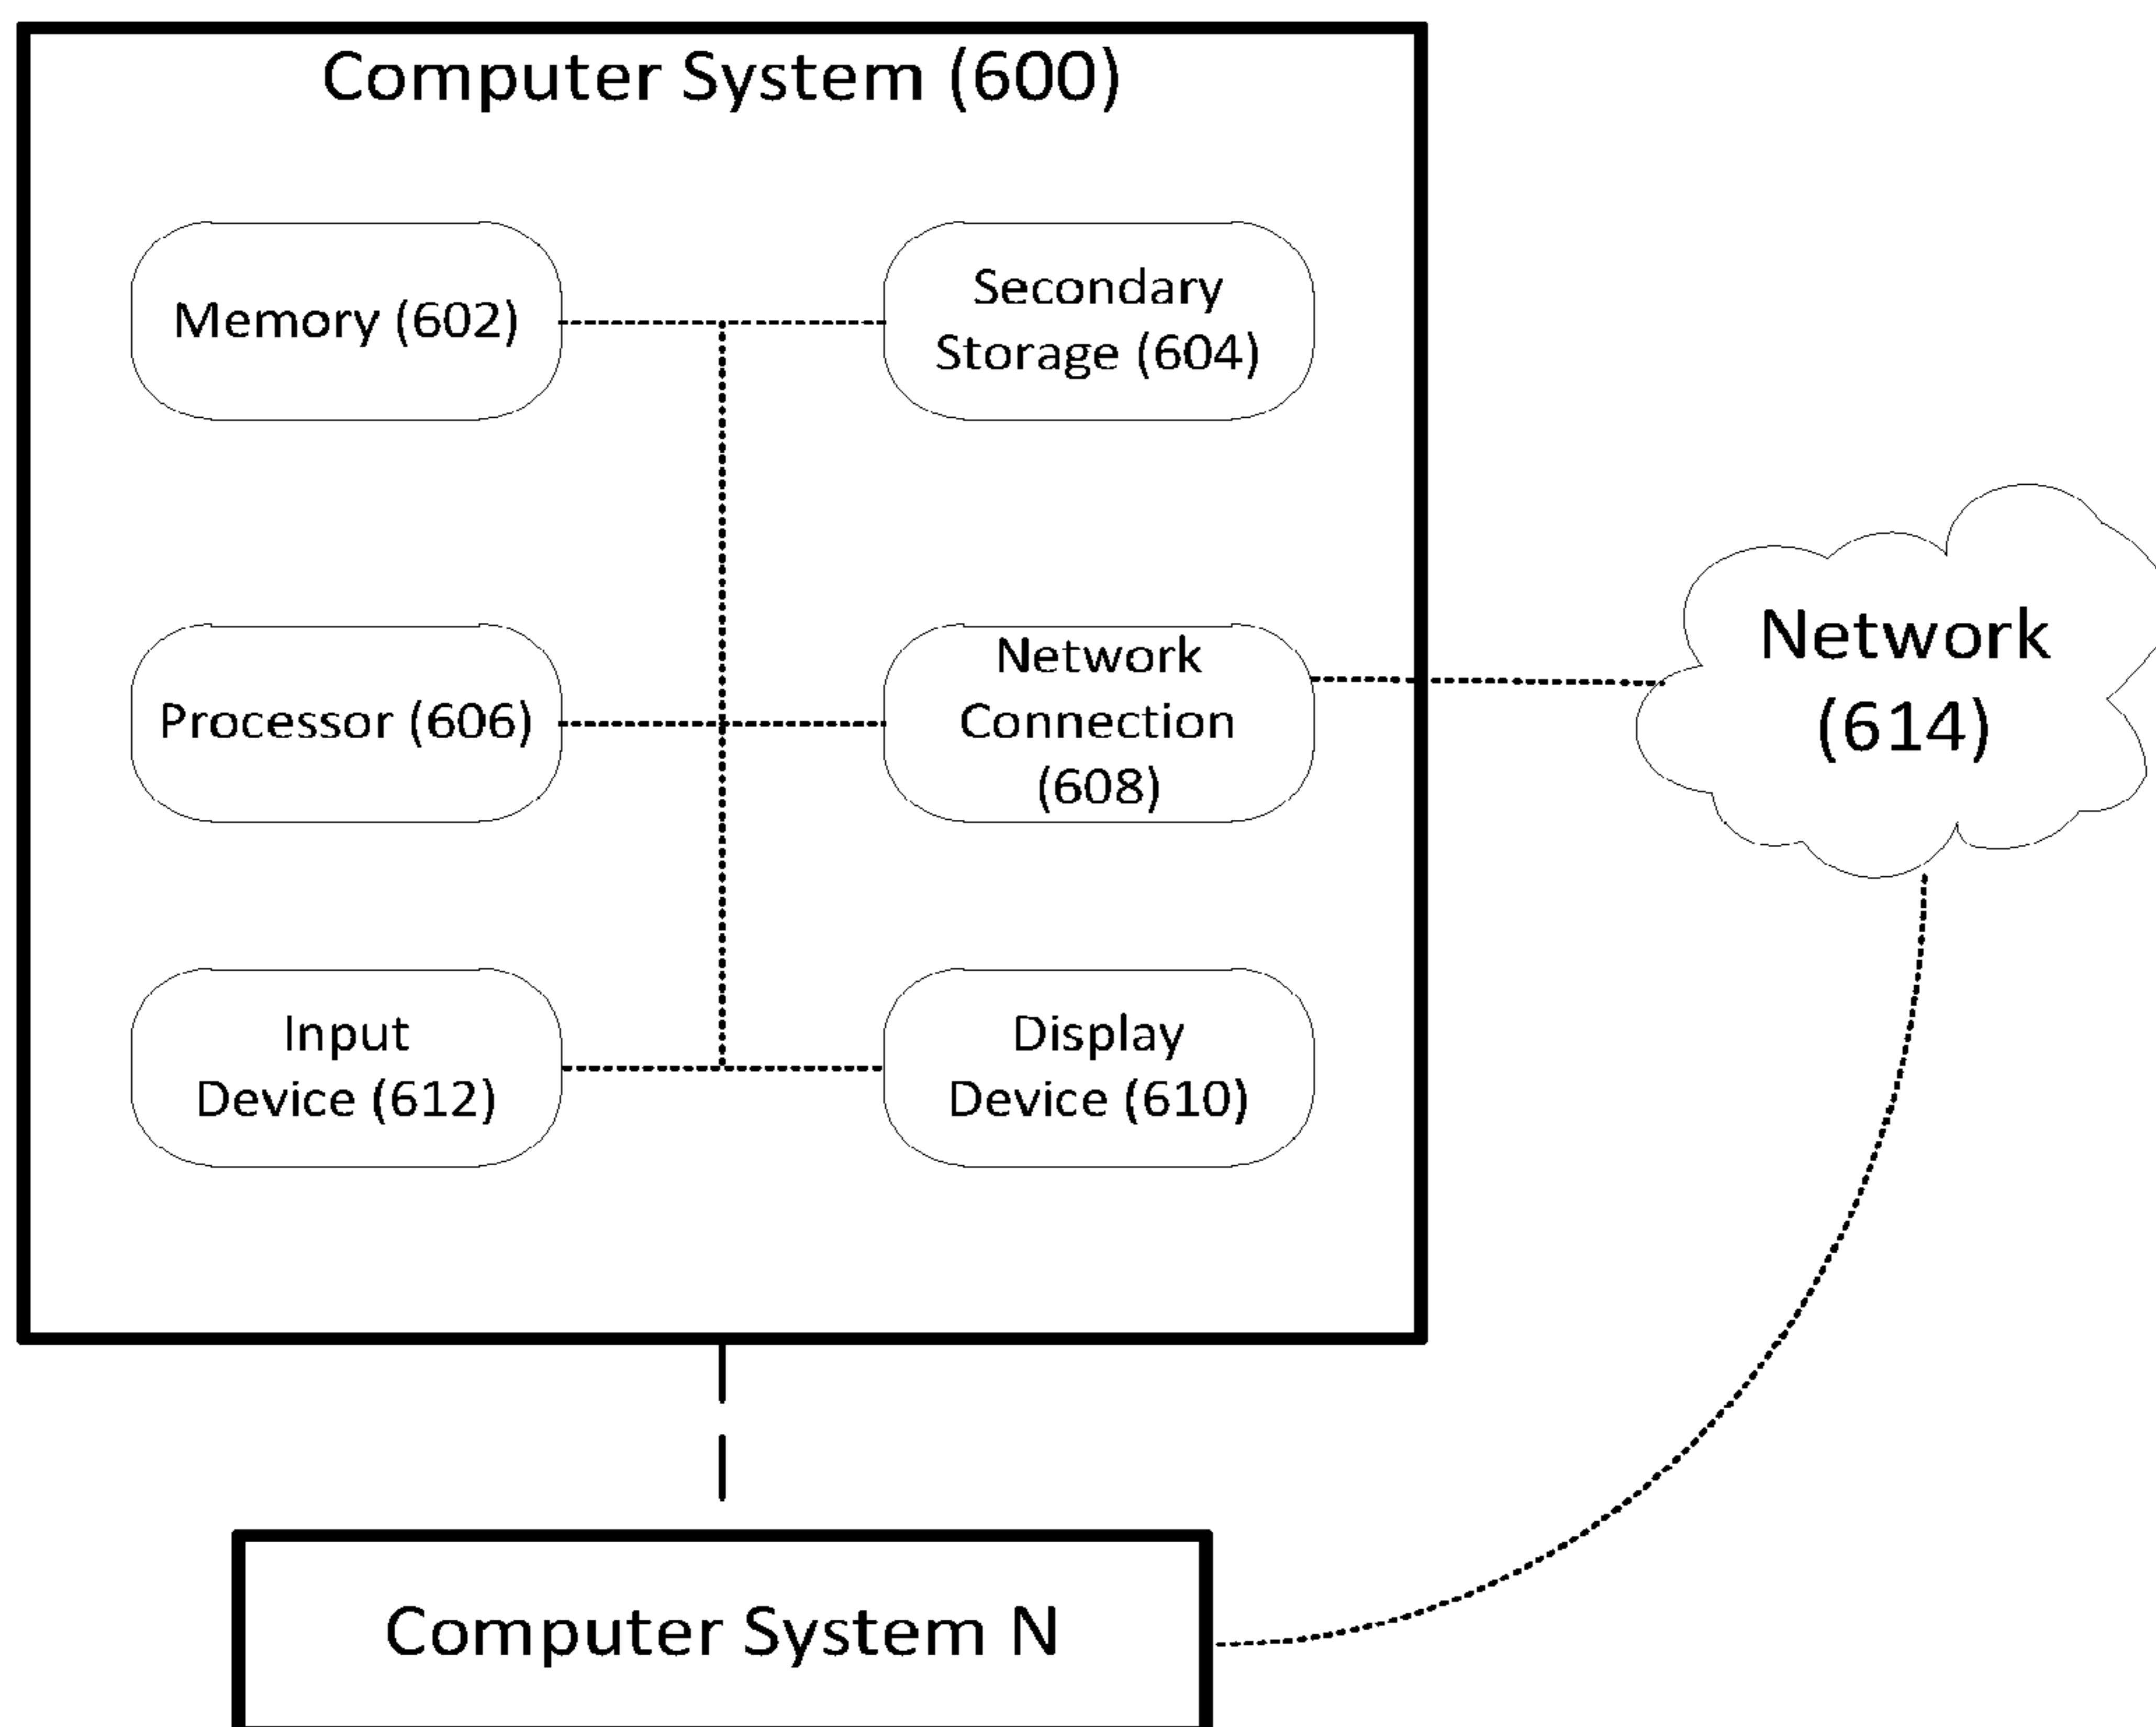 Computer System (600)
Memory (602)
Secondary
Storage (604)
Processor (606)
Network
Connection
(608)
Network
(614)
Input
Device (612)
Display
Device (610)
Computer System N